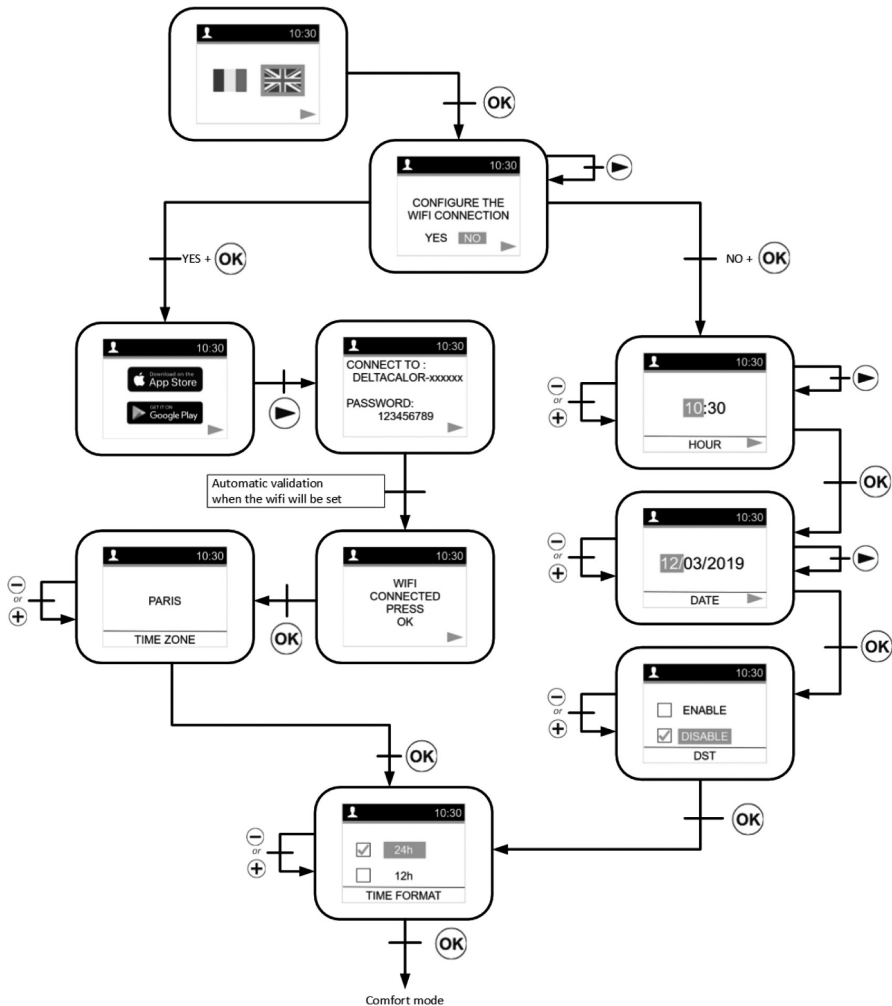 10:30
OK
10:30
CONFIGURE THE
WIFI CONNECTION
YES NO
YES + OK
NO + OK
10:30
Download on the
App Store
GET IT ON
Google Play
10:30
CONNECT TO :
DELTACALOR-xxxxxx
PASSWORD:
123456789
10:30
10:30
HOUR
or
OK
Automatic validation
when the wifi will be set
10:30
PARIS
TIME ZONE
or
OK
10:30
WIFI
CONNECTED
PRESS
OK
10:30
12/03/2019
DATE
or
OK
10:30
ENABLE
DISABLE
DST
or
OK
OK
10:30
24h
12h
TIME FORMAT
or
OK
Comfort mode